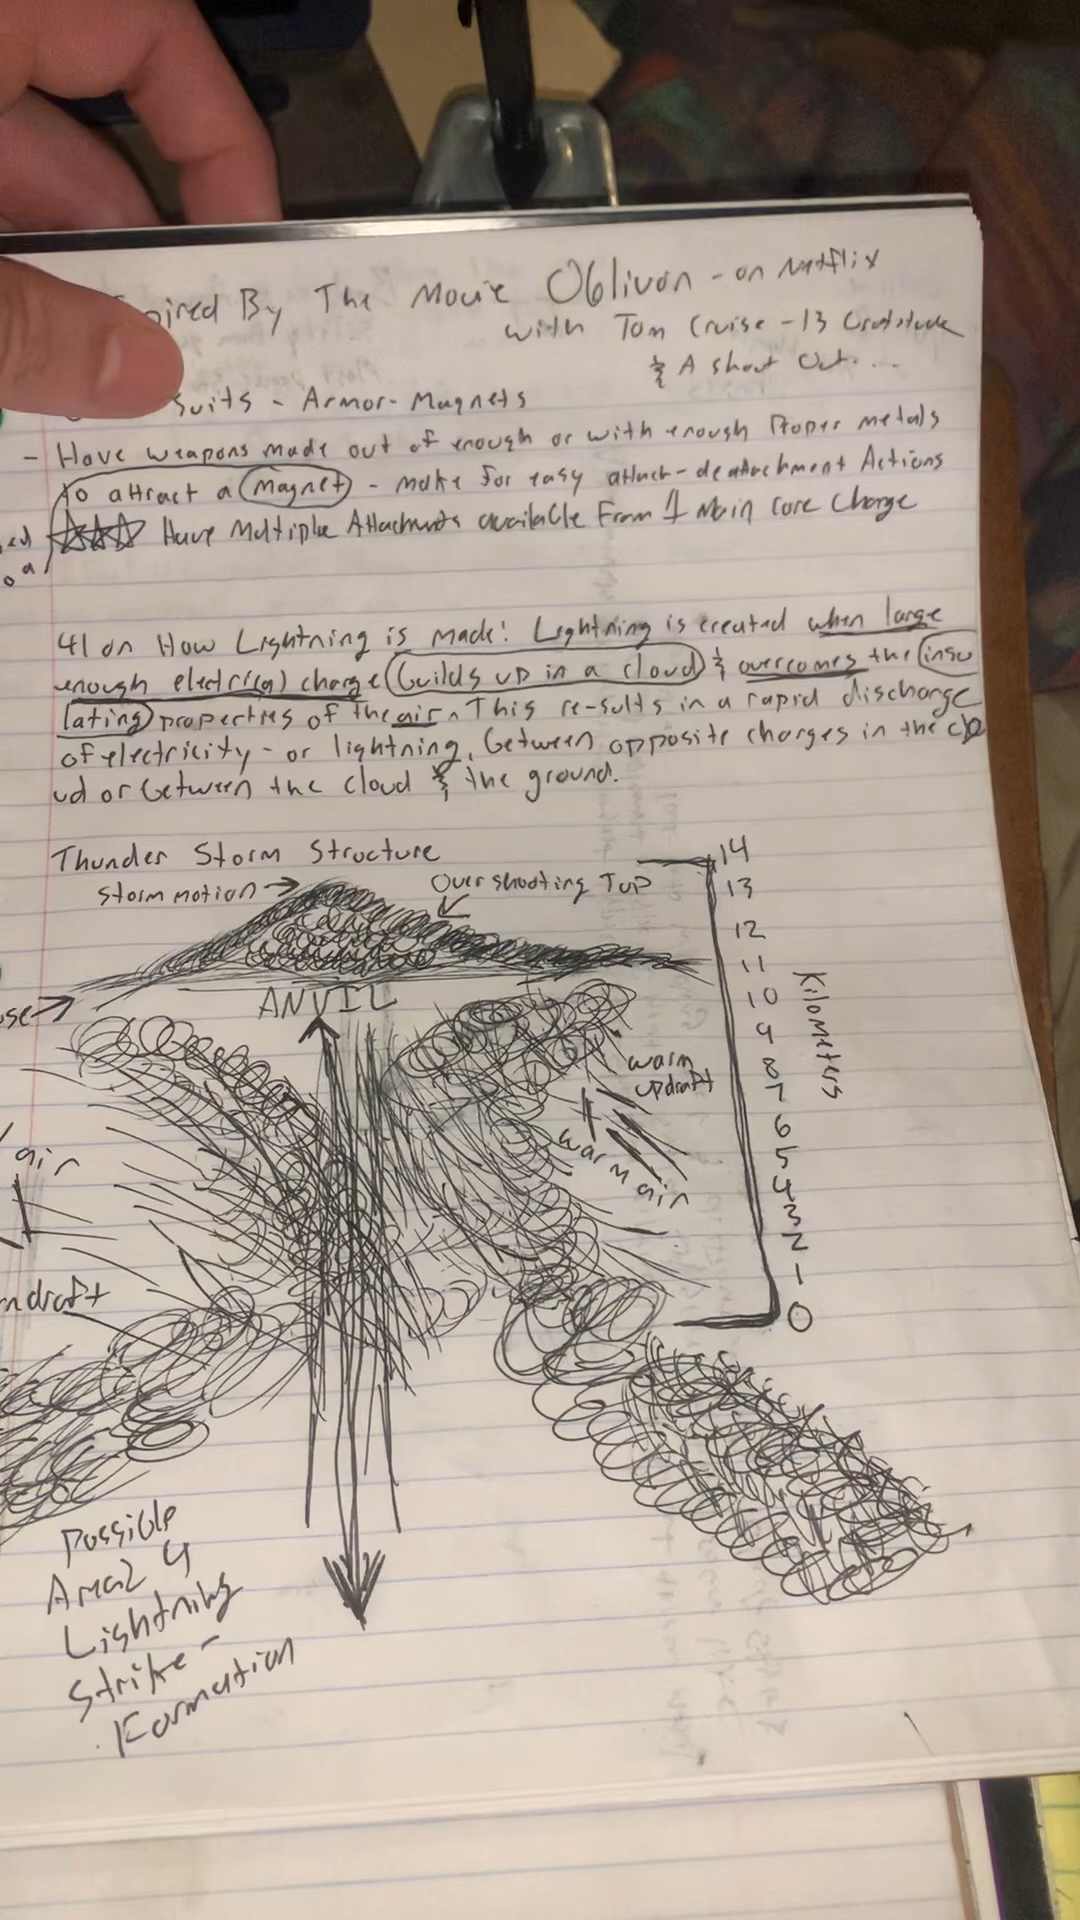 pired By The Movie Oblivon - on Netflix
with Tom Cruise - 13
& A shout Out...
Suits - Armor - Magnets
- Have weapons made out of enough or with enough Proper metals
to attract a magnet - make for easy attach-deattachment Actions
Have Multiple Attachments available From 1 Main core Charge
41 on How Lightning is made! Lightning is created when large
enough electrical charge builds up in a cloud & overcomes the insu
lating properties of the air. This re-sults in a rapid discharge
of electricity - or lightning, between opposite charges in the clo
ud or between the cloud & the ground.
Thunder Storm Structure
Storm motion → Over shooting Top
ANVIL
warm
updraft
warm air
air
ndraft
14
13
12
11
10
9
8
7
6
5
4
3
2
1
0
Kilometers
Possible
Area 4
Lightning
Strike -
Formation